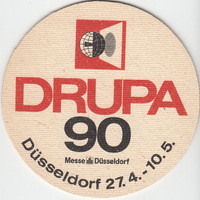 DRUPA
90
Messe Düsseldorf
Düsseldorf 27.4.-10.5.